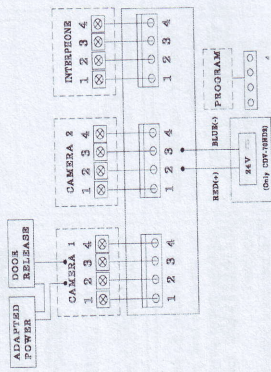 DOOR
RELEASE
ADAPTED
POWER
CAMERA 1
1 2 3 4
1 2 3 4
CAMERA 2
1 2 3 4
1 2 3 4
INTERPHONE
1 2 3 4
1 2 3 4
RED(+)
BLUE(-)
24V
PROGRAM